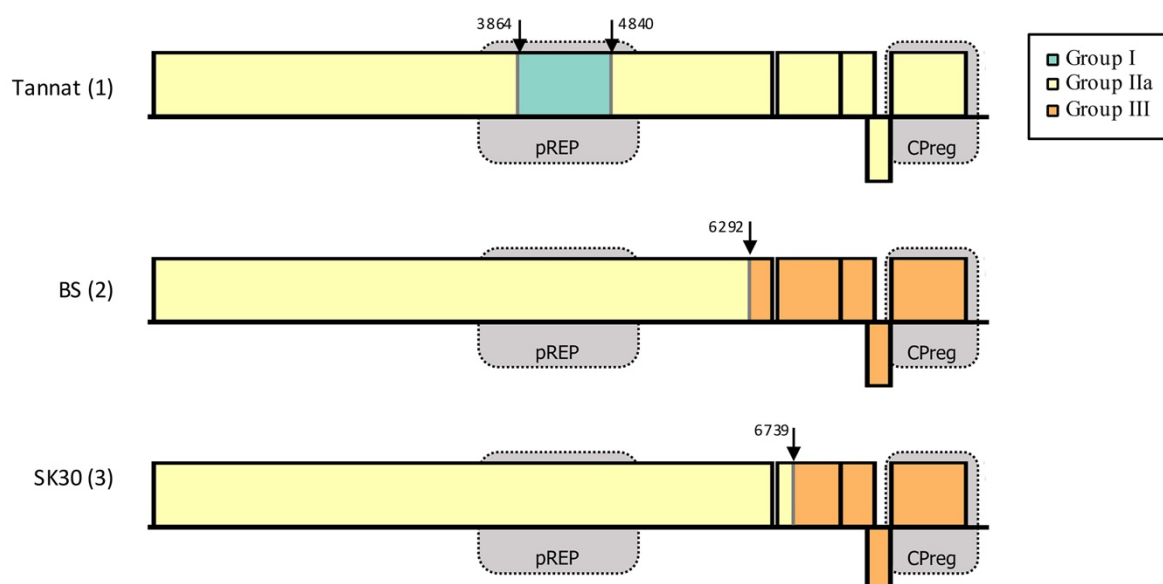 3864 4840
Tannat (1)
pREP
CPreg
Group I
Group IIa
Group III
6292
BS (2)
pREP
CPreg
6739
SK30 (3)
pREP
CPreg